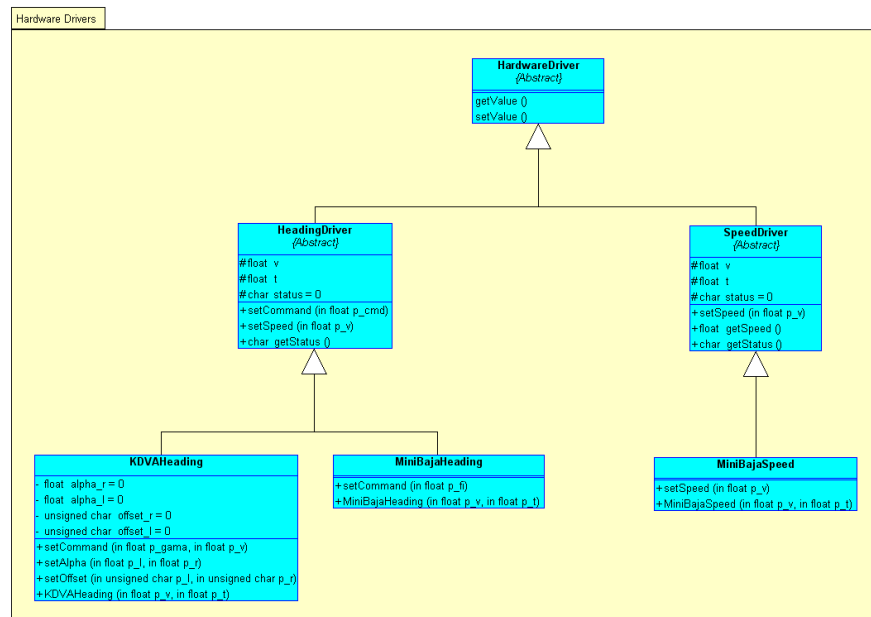 Hardware Drivers
HardwareDriver
{Abstract}
getValue ()
setValue ()
HeadingDriver
{Abstract}
#float v
#float t
#char status = 0
+setCommand (in float p_cmd)
+setSpeed (in float p_v)
+char getStatus ()
SpeedDriver
{Abstract}
#float v
#float t
#char status = 0
+setSpeed (in float p_v)
+float getSpeed ()
+char getStatus ()
KDVAHeading
- float alpha_r = 0
- float alpha_l = 0
- unsigned char offset_r = 0
- unsigned char offset_l = 0
+setCommand (in float p_gama, in float p_v)
+setAlpha (in float p_l, in float p_r)
+setOffset (in unsigned char p_l, in unsigned char p_r)
+KDVAHeading (in float p_v, in float p_t)
MiniBajaHeading
+setCommand (in float p_fi)
+MiniBajaHeading (in float p_v, in float p_t)
MiniBajaSpeed
+setSpeed (in float p_v)
+MiniBajaSpeed (in float p_v, in float p_t)